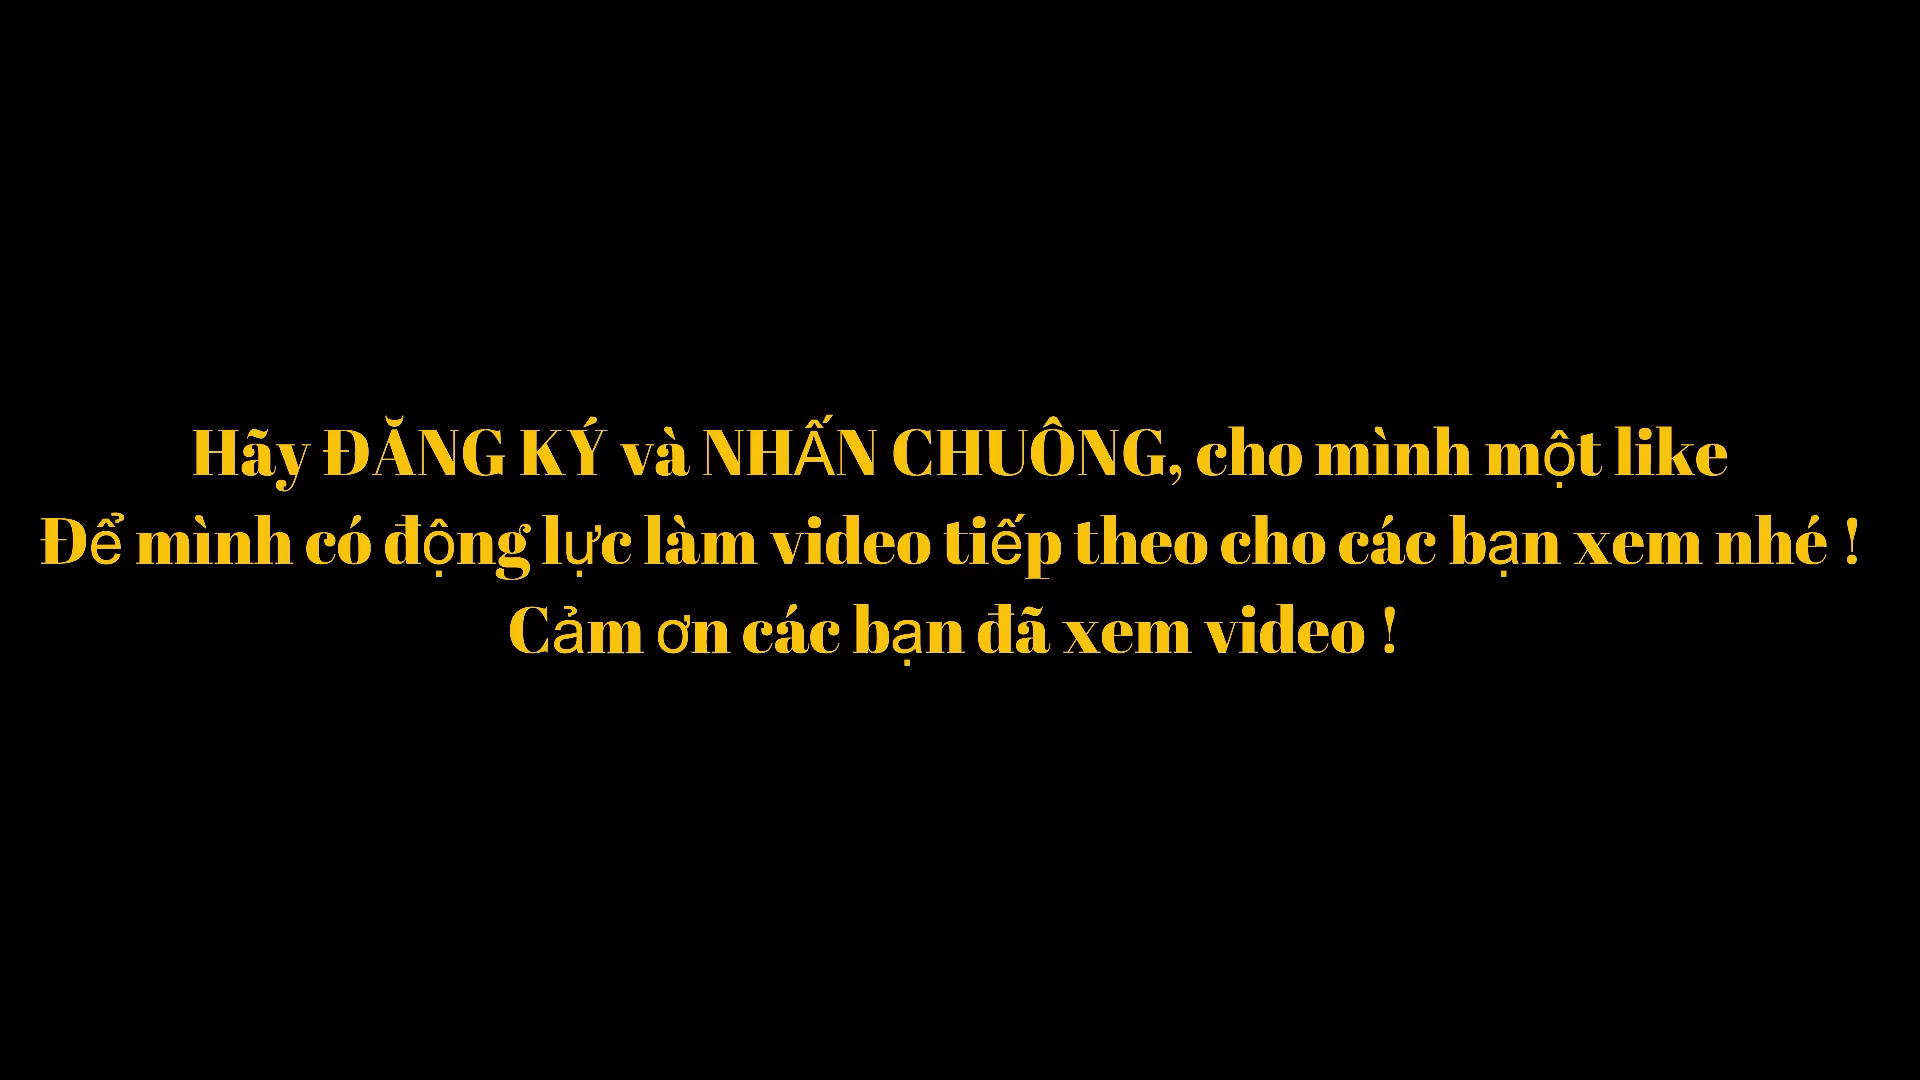 Hãy ĐĂNG KÝ và NHẤN CHUÔNG, cho mình một like
Để mình có động lực làm video tiếp theo cho các bạn xem nhé !
Cảm ơn các bạn đã xem video !